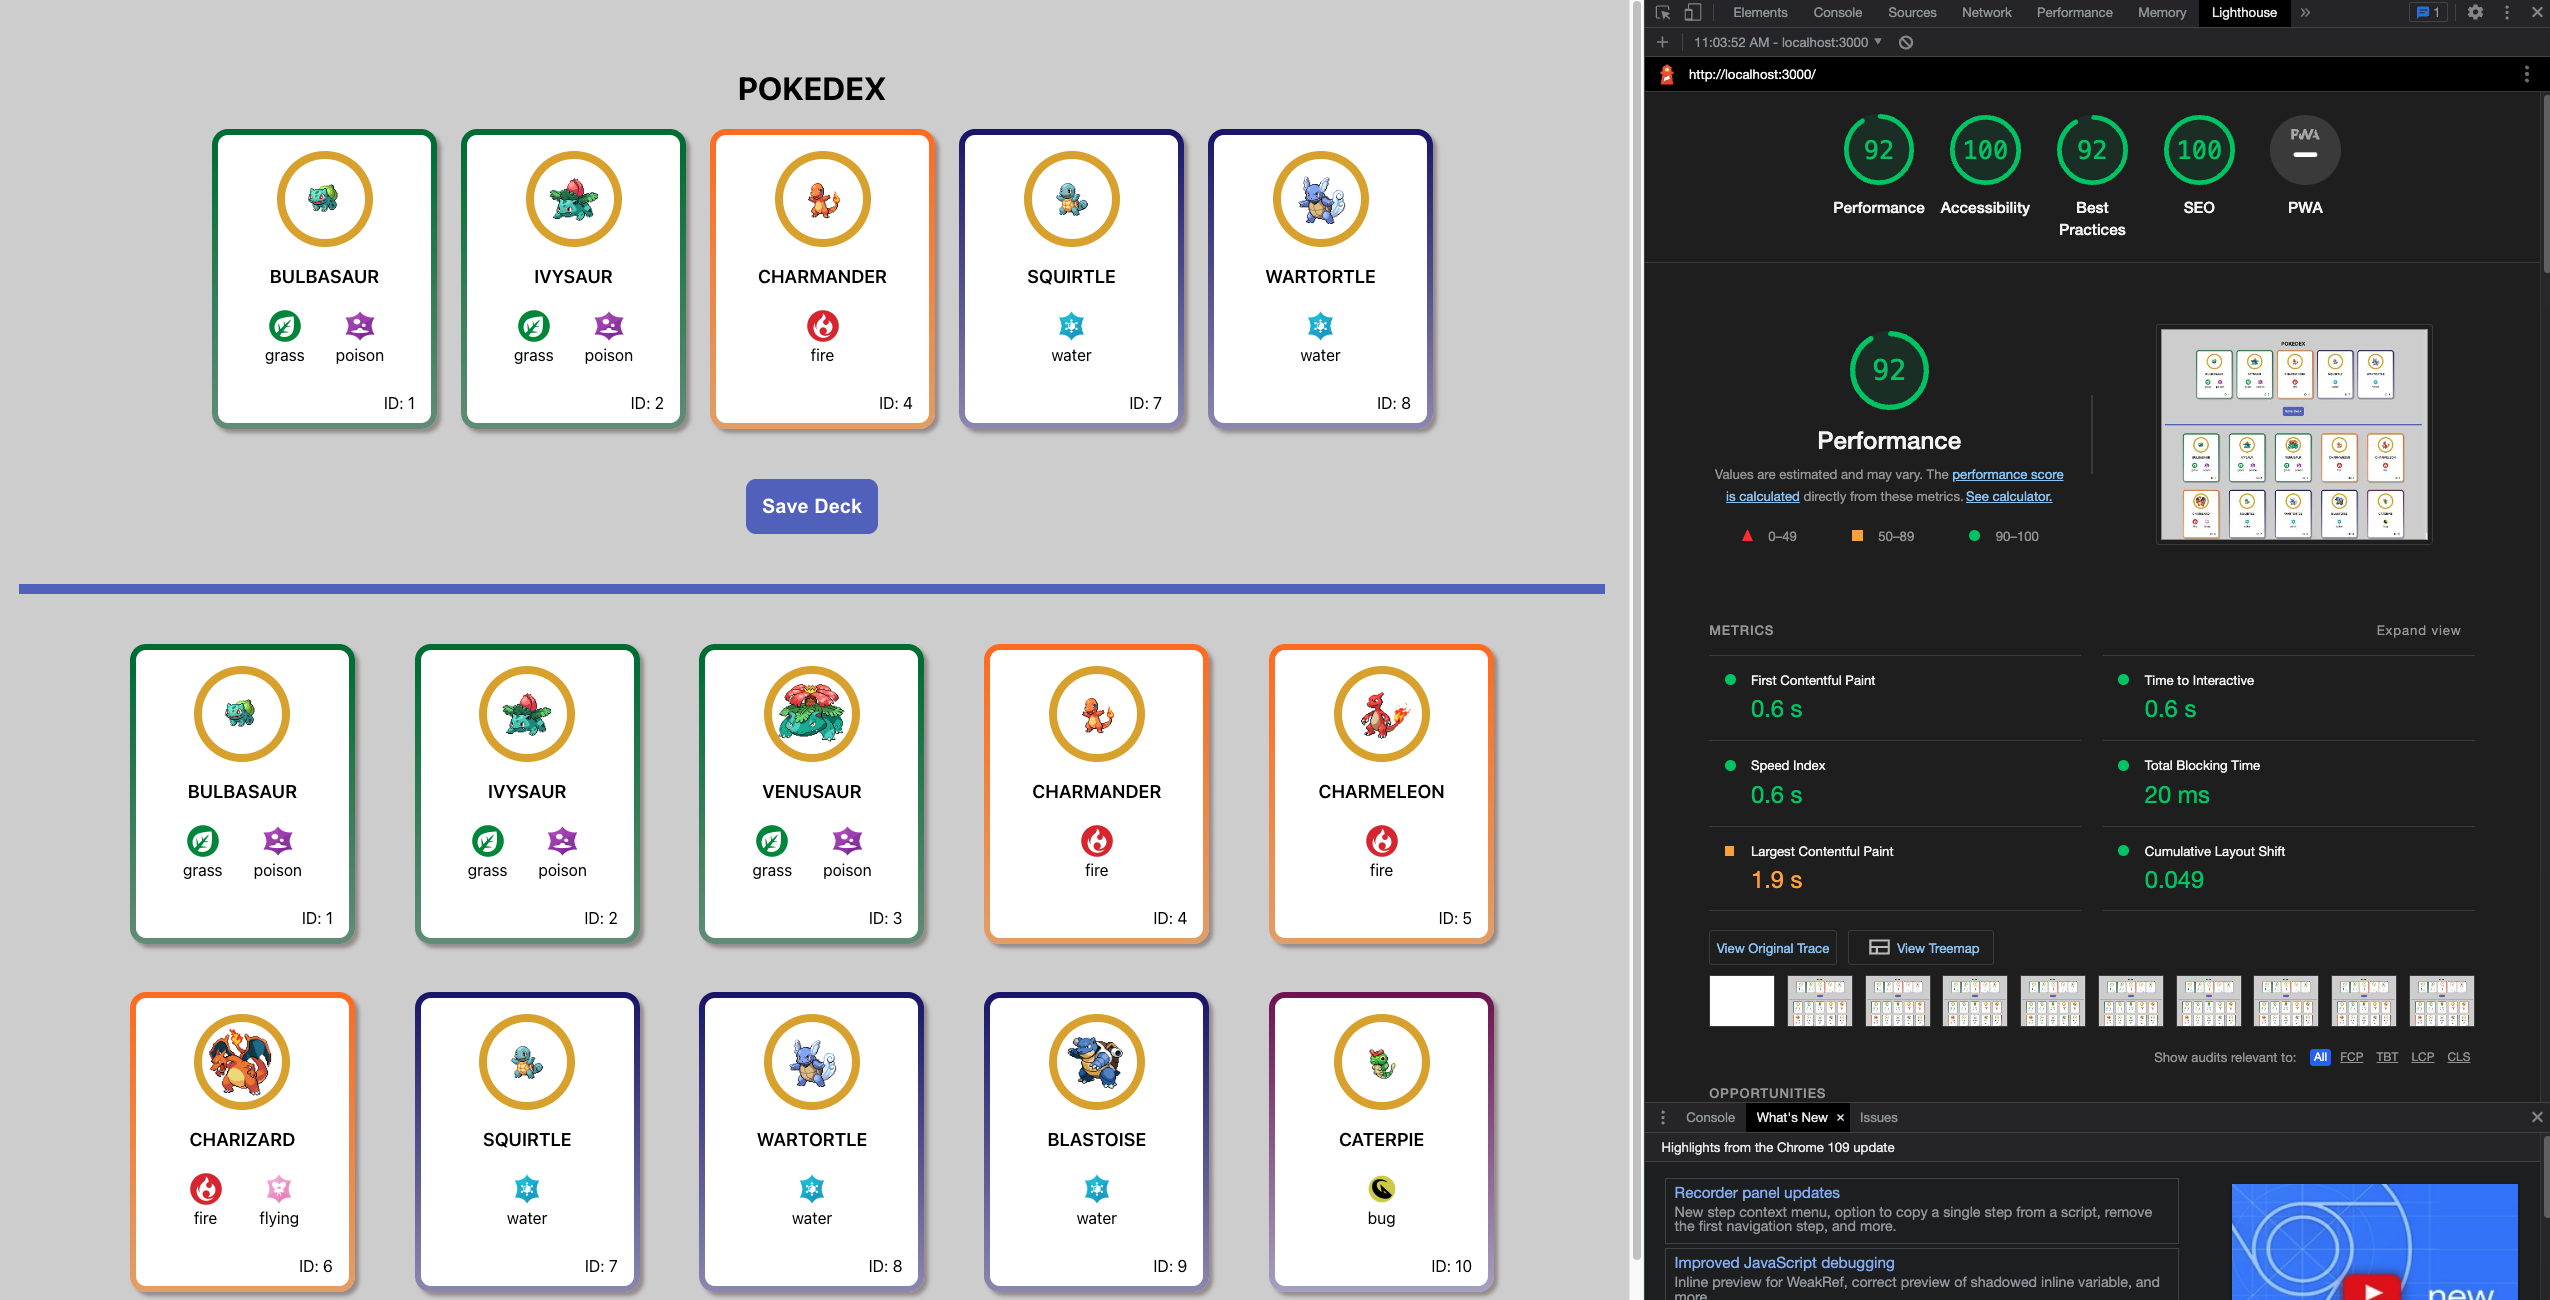 POKEDEX
BULBASAUR
grass poison
ID: 1
IVYSAUR
grass poison
ID: 2
CHARMANDER
fire
ID: 4
SQUIRTLE
water
ID: 7
WARTORTLE
water
ID: 8
Save Deck
BULBASAUR
grass poison
ID: 1
IVYSAUR
grass poison
ID: 2
VENUSAUR
grass poison
ID: 3
CHARMANDER
fire
ID: 4
CHARMELEON
fire
ID: 5
CHARIZARD
fire flying
ID: 6
SQUIRTLE
water
ID: 7
WARTORTLE
water
ID: 8
BLASTOISE
water
ID: 9
CATERPIE
bug
ID: 10
Elements Console Sources Network Performance Memory Lighthouse » 1
11:03:52 AM - localhost:3000
http://localhost:3000/
92 100 92 100 PWA
Performance Accessibility Best Practices SEO PWA
92
Performance
Values are estimated and may vary. The performance score
is calculated directly from these metrics. See calculator.
0–49 50–89 90–100
POKEDEX
METRICS
Expand view
First Contentful Paint
0.6 s
Time to Interactive
0.6 s
Speed Index
0.6 s
Total Blocking Time
20 ms
Largest Contentful Paint
1.9 s
Cumulative Layout Shift
0.049
View Original Trace View Treemap
Show audits relevant to: All FCP TBT LCP CLS
OPPORTUNITIES
Console What's New × Issues
Highlights from the Chrome 109 update
Recorder panel updates
New step context menu, option to copy a single step from a script, remove
the first navigation step, and more.
Improved JavaScript debugging
Inline preview for WeakRef, correct preview of shadowed inline variable, and
more.
new